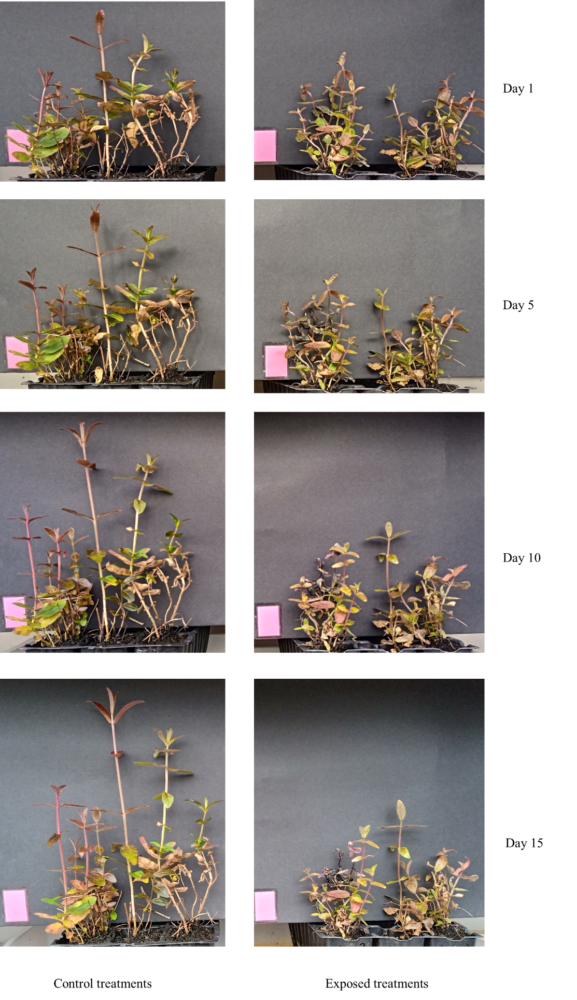 Day 1
Day 5
Day 10
Day 15
Control treatments
Exposed treatments